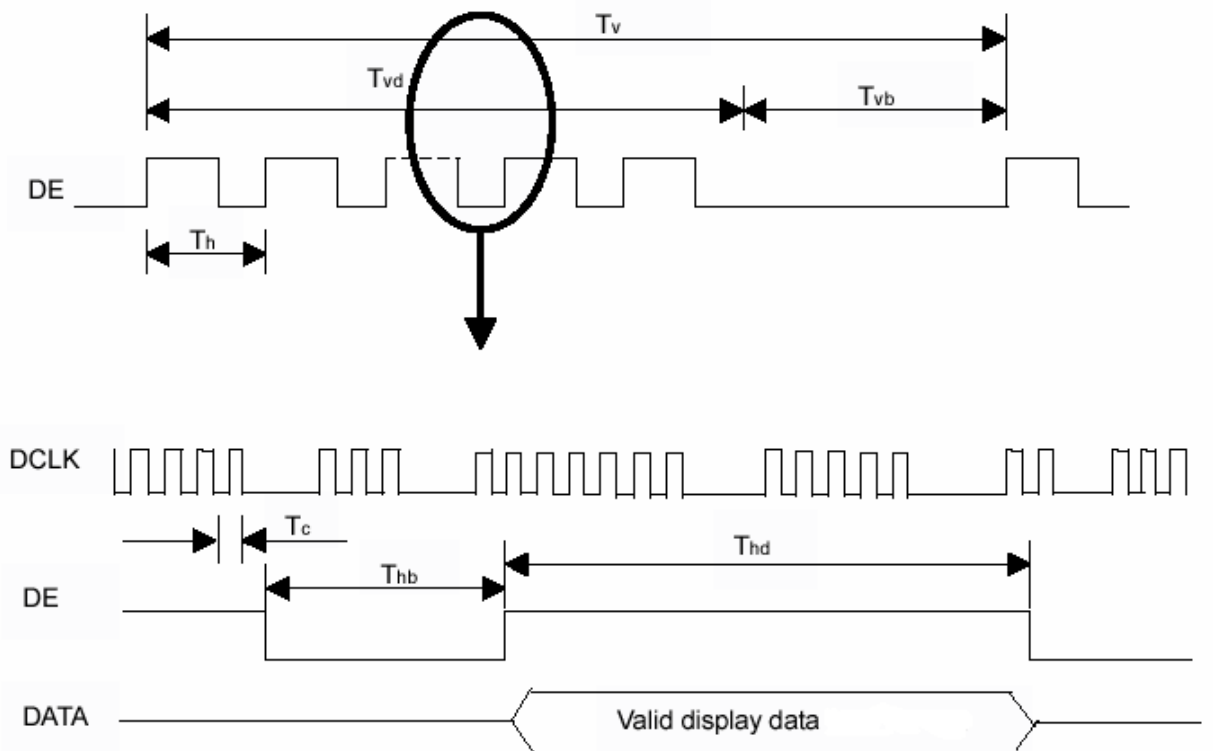 Tv
Tvd
Tvb
DE
Th
DCLK
Tc
Thd
Thb
DE
DATA
Valid display data